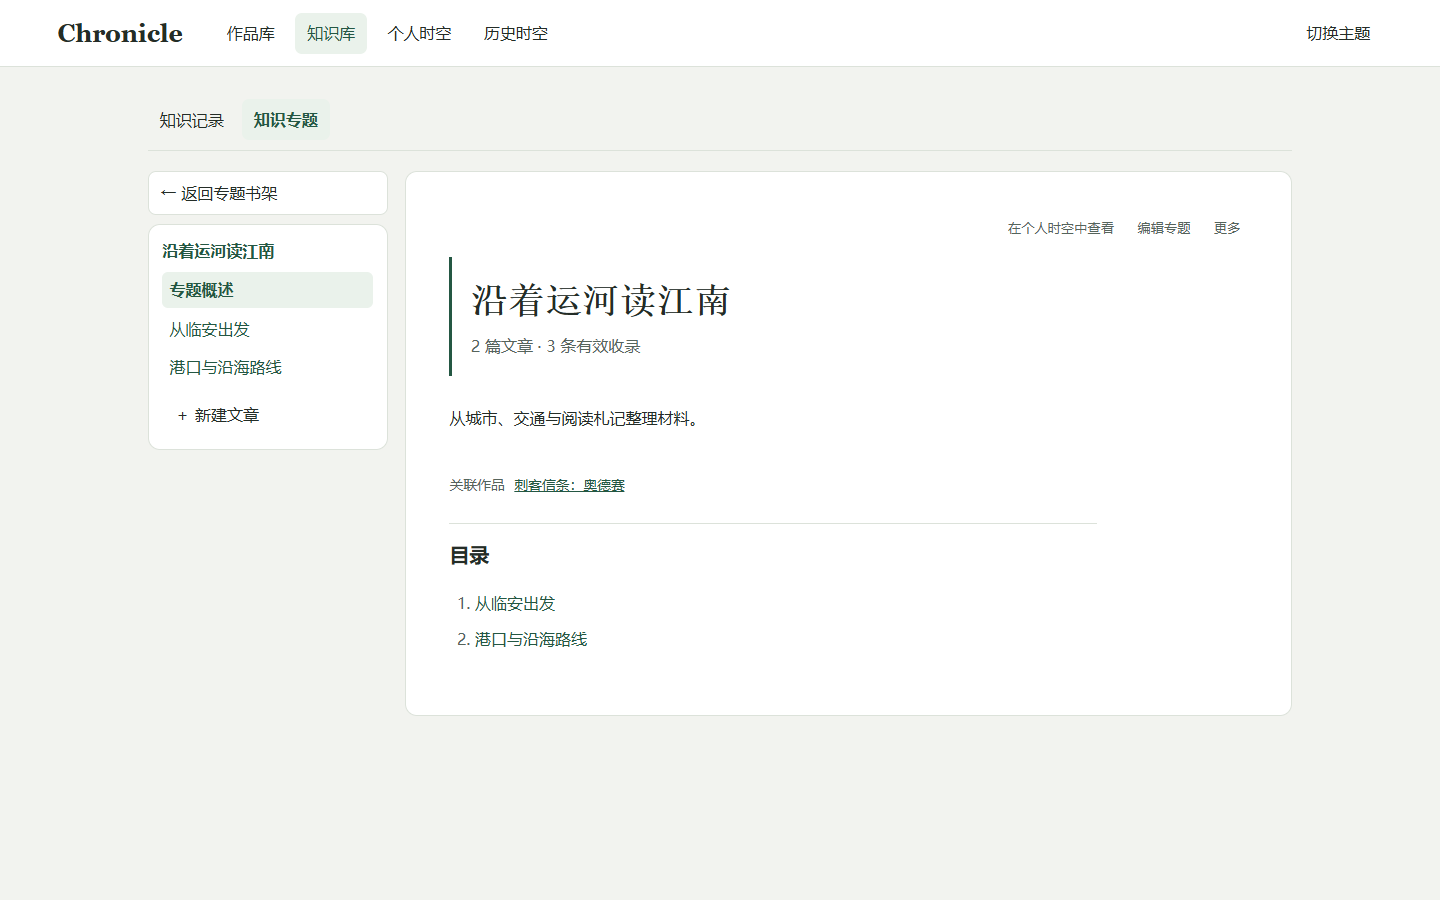 Chronicle 作品库 知识库 个人时空 历史时空 切换主题
知识记录 知识专题
← 返回专题书架
沿着运河读江南
专题概述
从临安出发
港口与沿海路线
+ 新建文章
在个人时空中查看 编辑专题 更多
沿着运河读江南
2 篇文章 · 3 条有效收录
从城市、交通与阅读札记整理材料。
关联作品 刺客信条：奥德赛
目录
1. 从临安出发
2. 港口与沿海路线